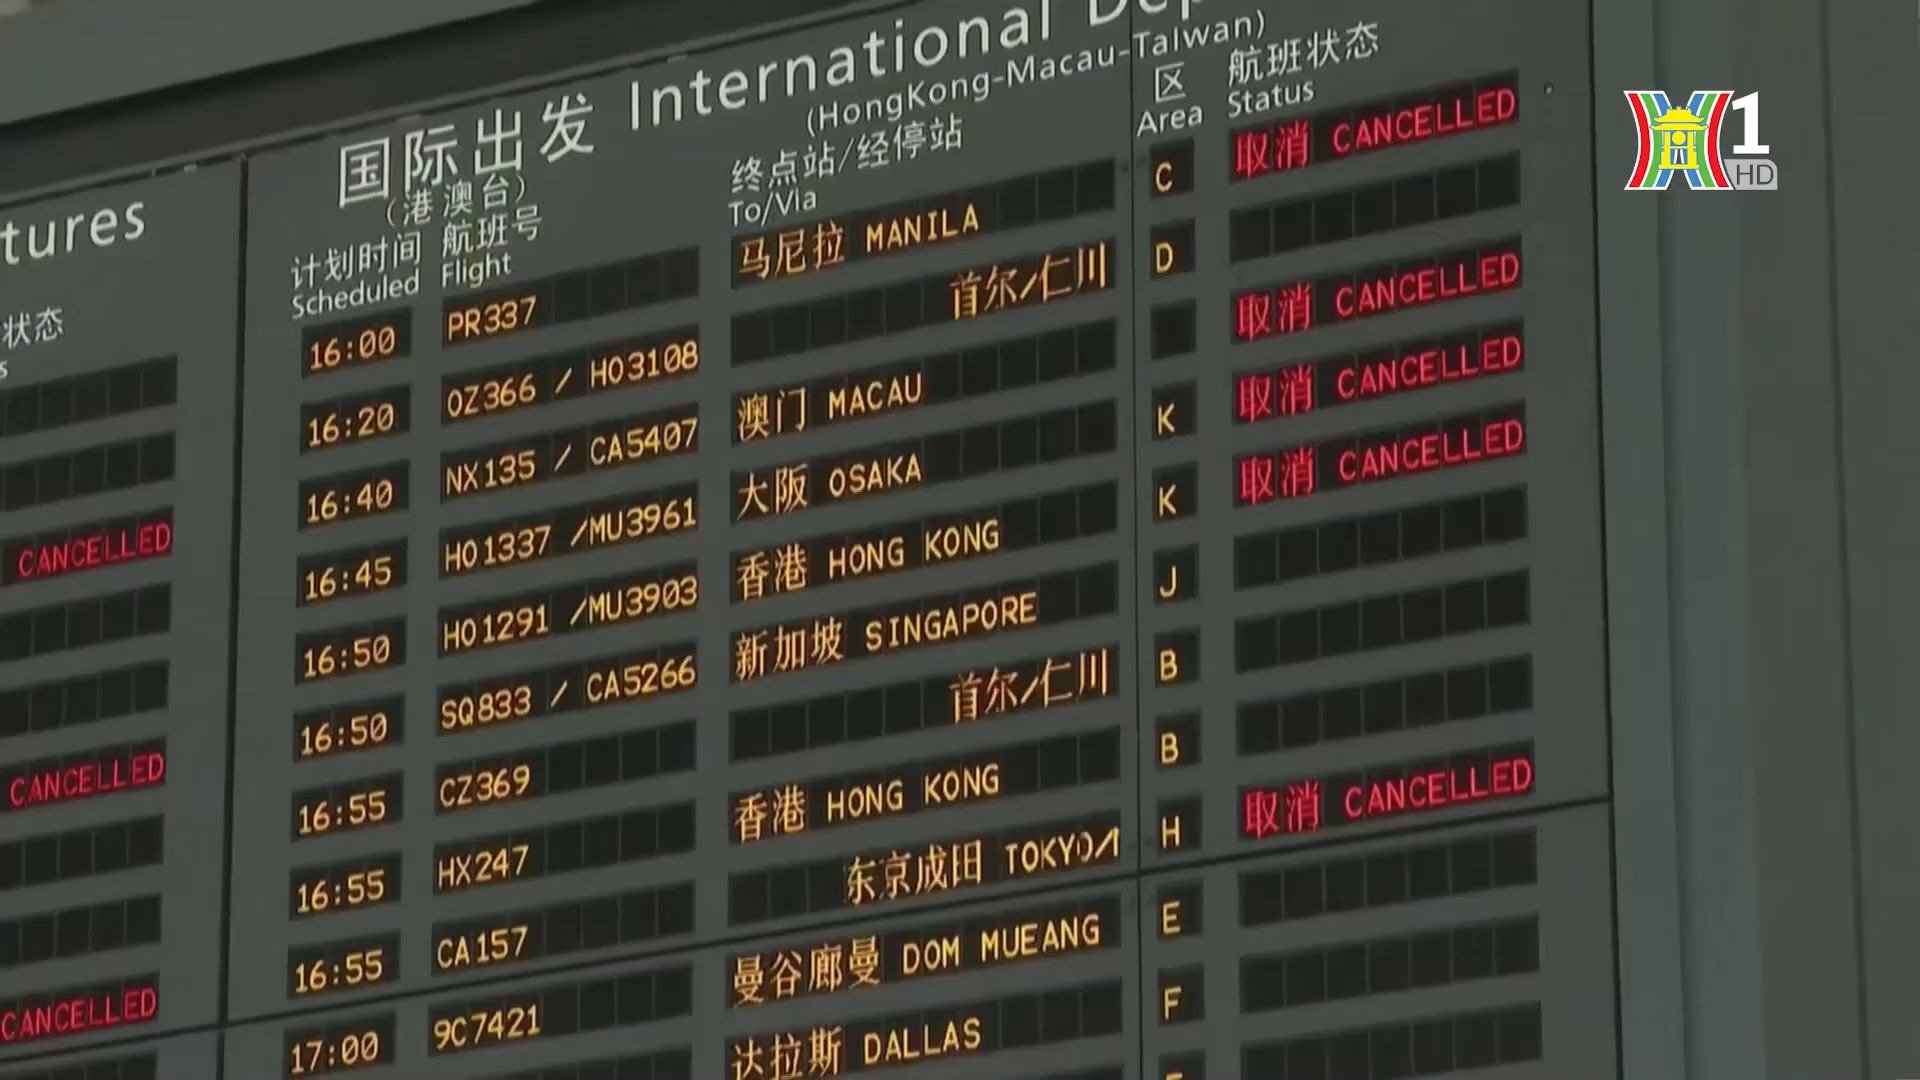 国际出发 International Dep
(港澳台) (HongKong-Macau-Taiwan)
计划时间 航班号 终点站/经停站 区 航班状态
Scheduled Flight To/Via Area Status
16:00 PR337 马尼拉 MANILA C 取消 CANCELLED
16:20 OZ366 / HO3108 首尔/仁川 D
16:40 NX135 / CA5407 澳门 MACAU 取消 CANCELLED
16:45 HO1337 /MU3961 大阪 OSAKA K 取消 CANCELLED
16:50 HO1291 /MU3903 香港 HONG KONG K 取消 CANCELLED
16:50 SQ833 / CA5266 新加坡 SINGAPORE J
16:55 CZ369 首尔/仁川 B
16:55 HX247 香港 HONG KONG B
16:55 CA157 东京成田 TOKYO/ H 取消 CANCELLED
17:00 9C7421 曼谷廊曼 DOM MUEANG E
达拉斯 DALLAS F
tures
状态
s
CANCELLED
CANCELLED
CANCELLED
1
HD